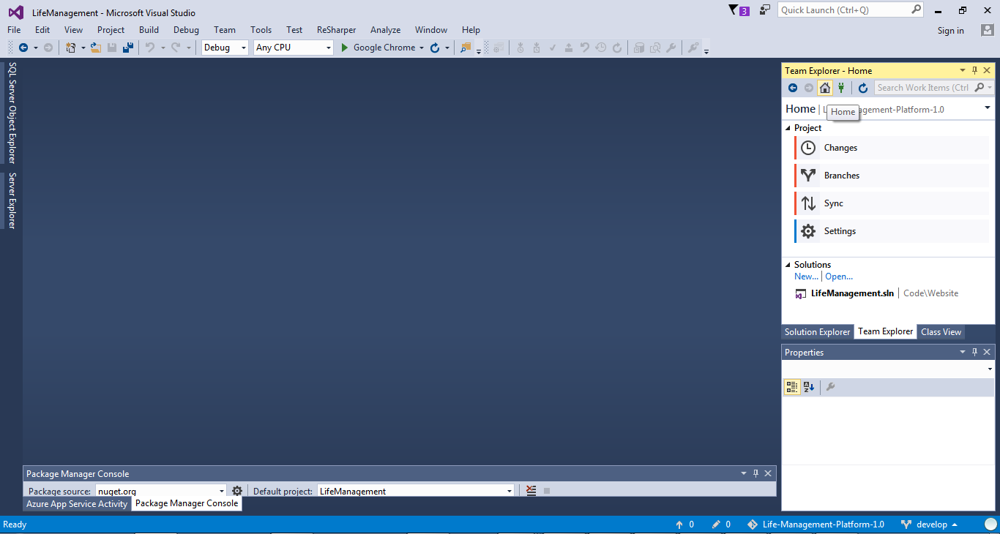 LifeManagement - Microsoft Visual Studio
3
Quick Launch (Ctrl+Q)
File Edit View Project Build Debug Team Tools Test ReSharper Analyze Window Help
Sign in
Debug Any CPU Google Chrome
SQL Server Object Explorer
Server Explorer
Team Explorer - Home
Search Work Items (Ctrl
Home | agement-Platform-1.0
Home
Project
Changes
Branches
Sync
Settings
Solutions
New... Open...
LifeManagement.sln Code\Website
Solution Explorer Team Explorer Class View
Properties
Package Manager Console
Package source: nuget.org Default project: LifeManagement
Azure App Service Activity Package Manager Console
Ready 0 0 Life-Management-Platform-1.0 develop